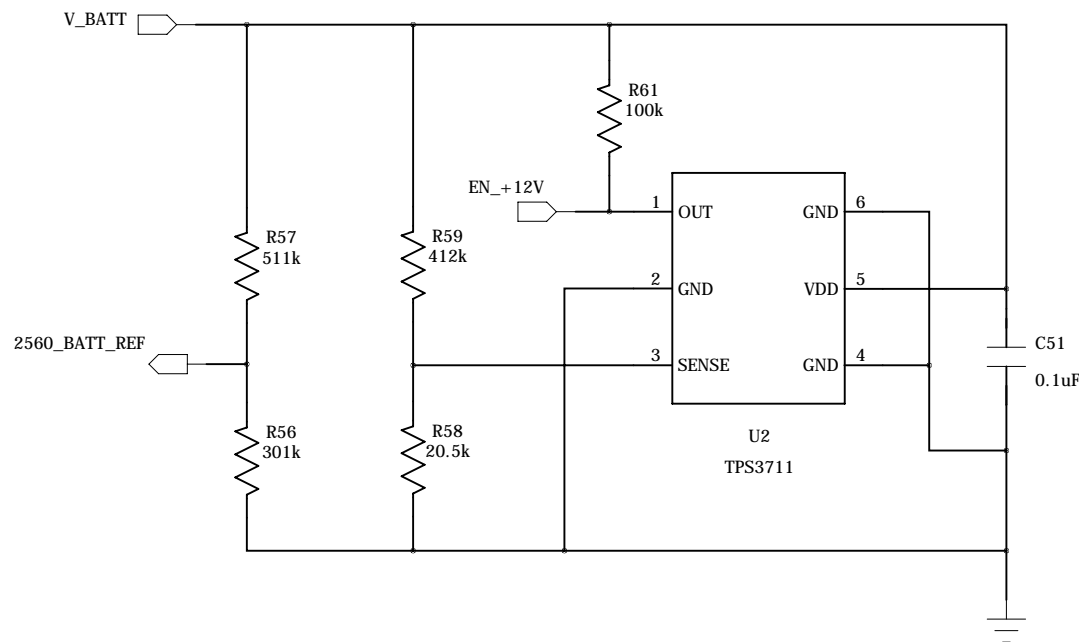 V_BATT
R61
100k
EN_+12V
1
OUT
GND
6
R57
511k
R59
412k
2
GND
VDD
5
2560_BATT_REF
3
SENSE
GND
4
C51
0.1uF
R56
301k
R58
20.5k
U2
TPS3711